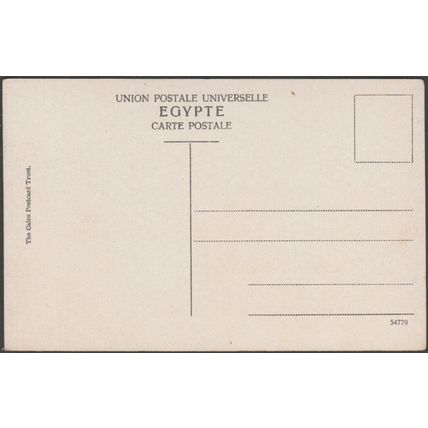 UNION POSTALE UNIVERSELLE
EGYPTE
CARTE POSTALE
The Cairo Postcard Trust.
54779